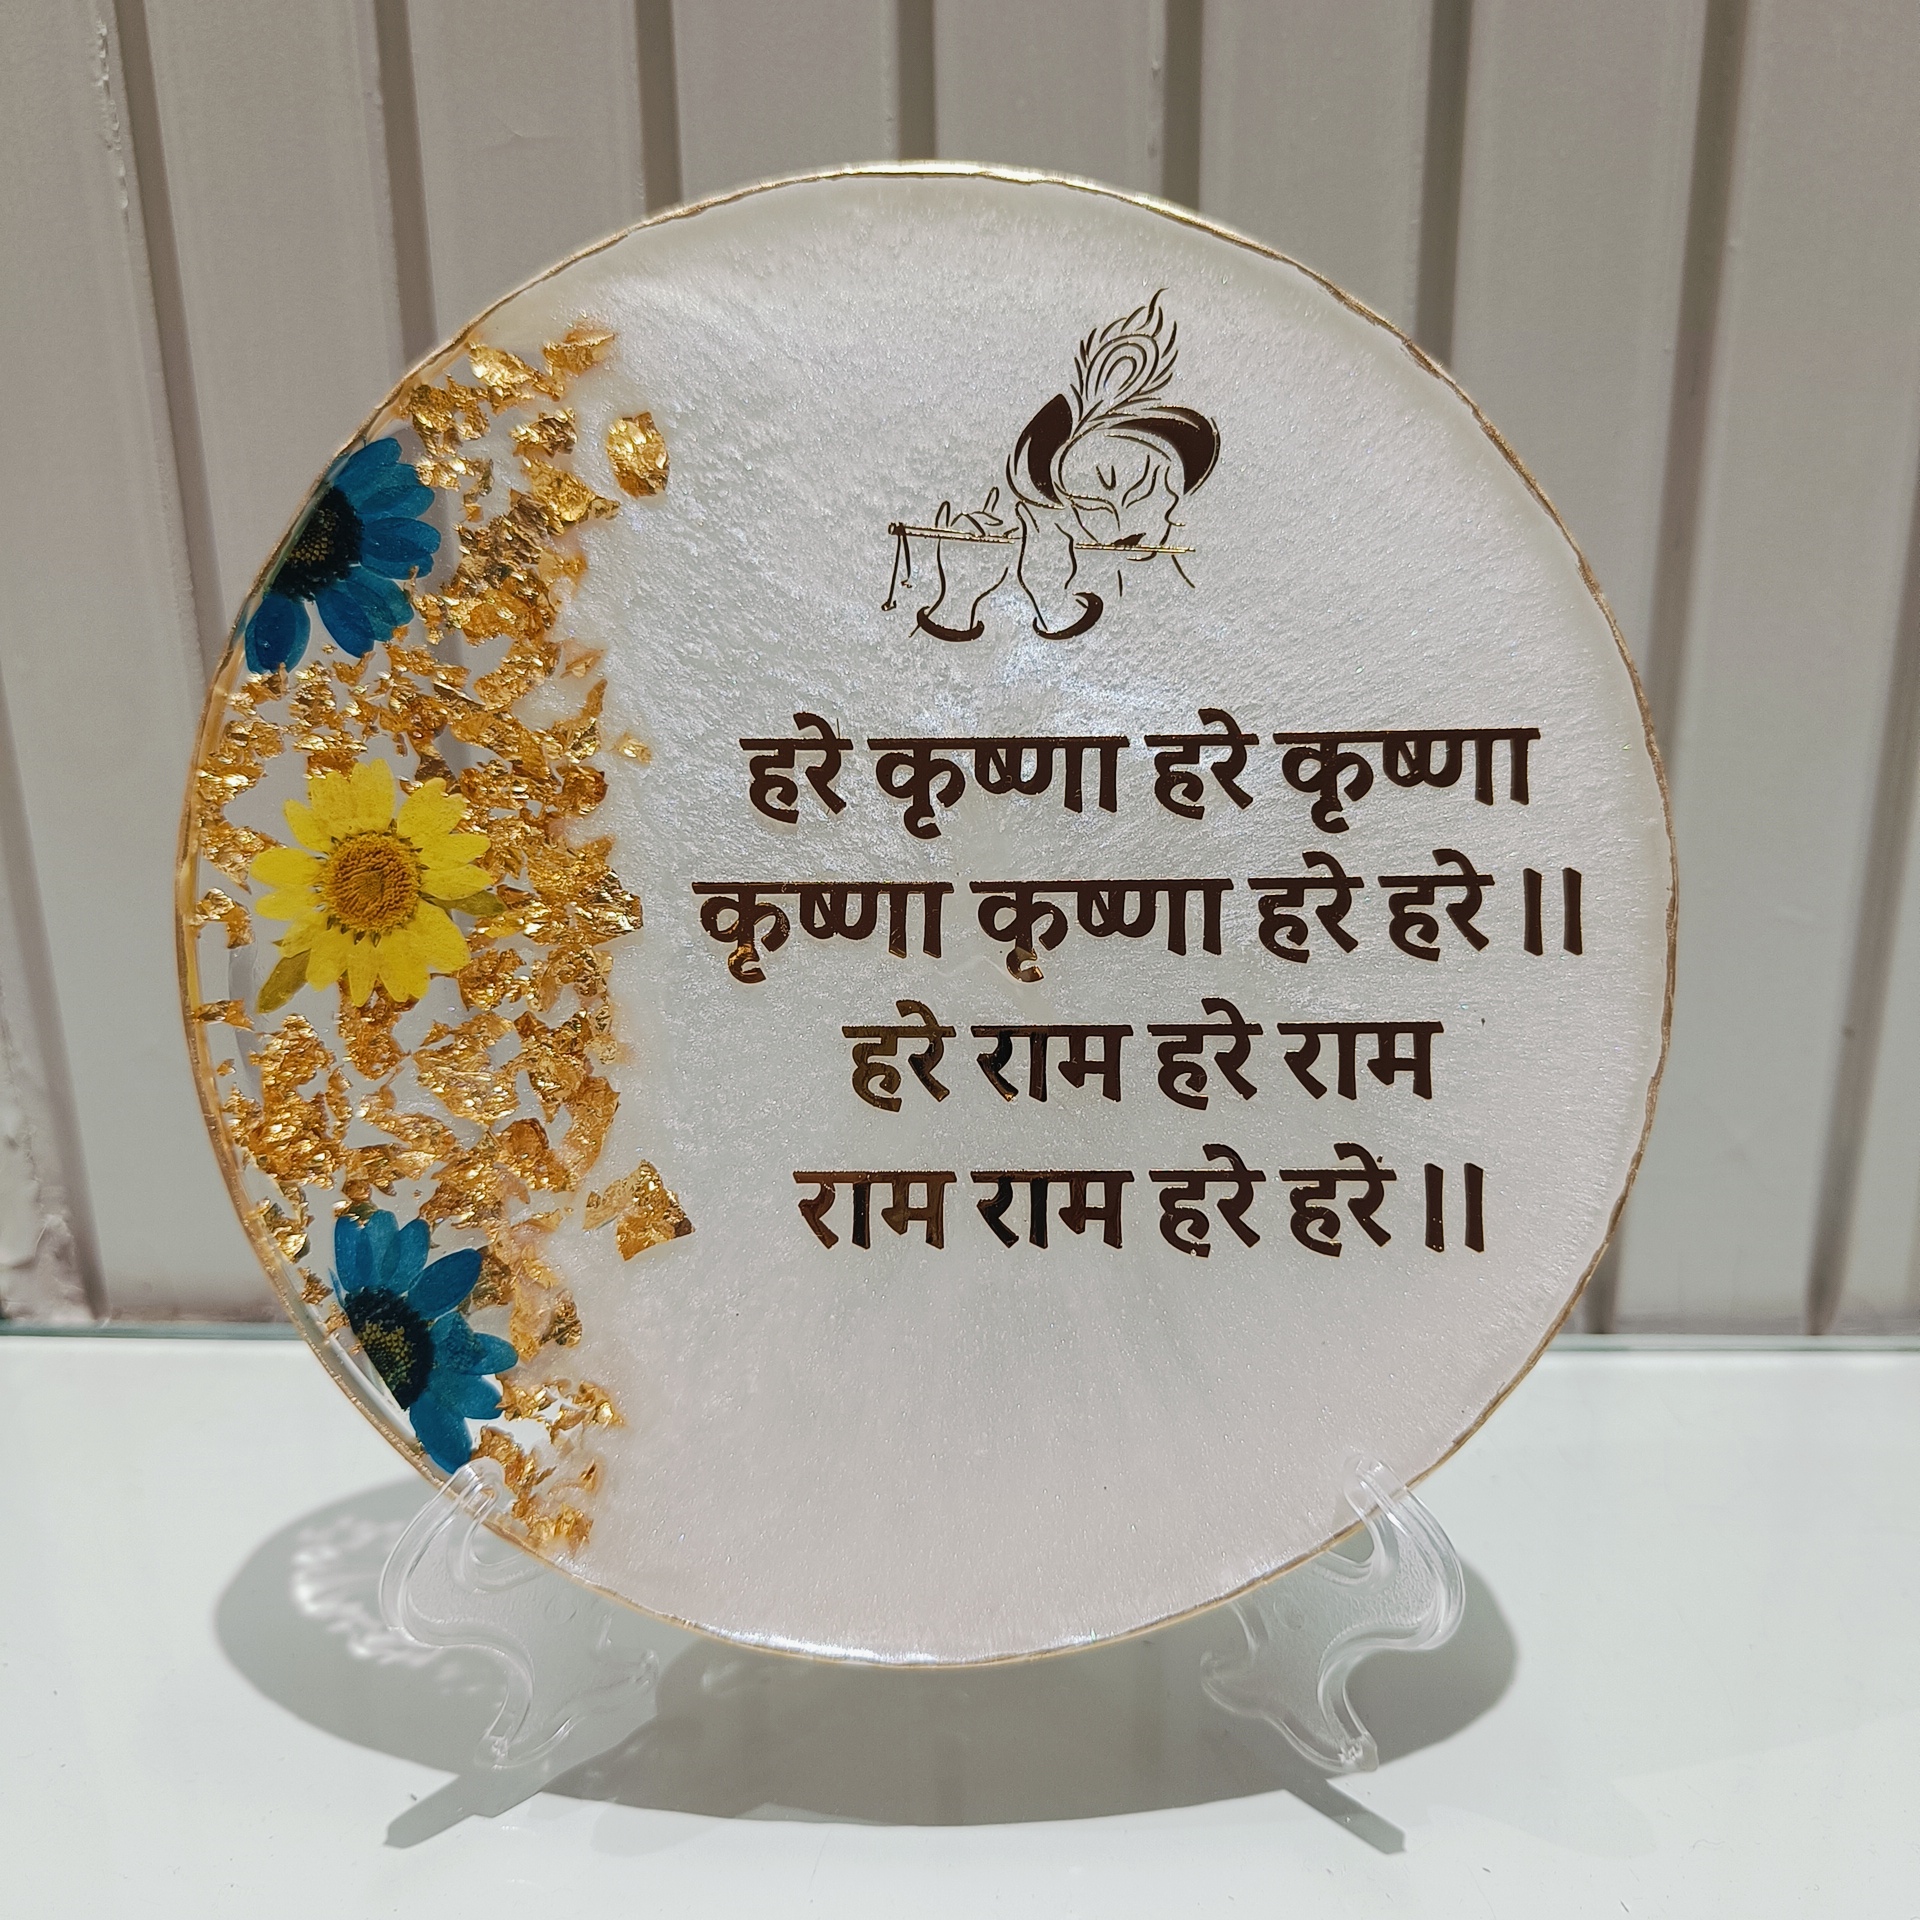 हरे कृष्णा हरे कृष्णा
कृष्णा कृष्णा हरे हरे ||
हरे राम हरे राम
राम राम हरे हरे ||